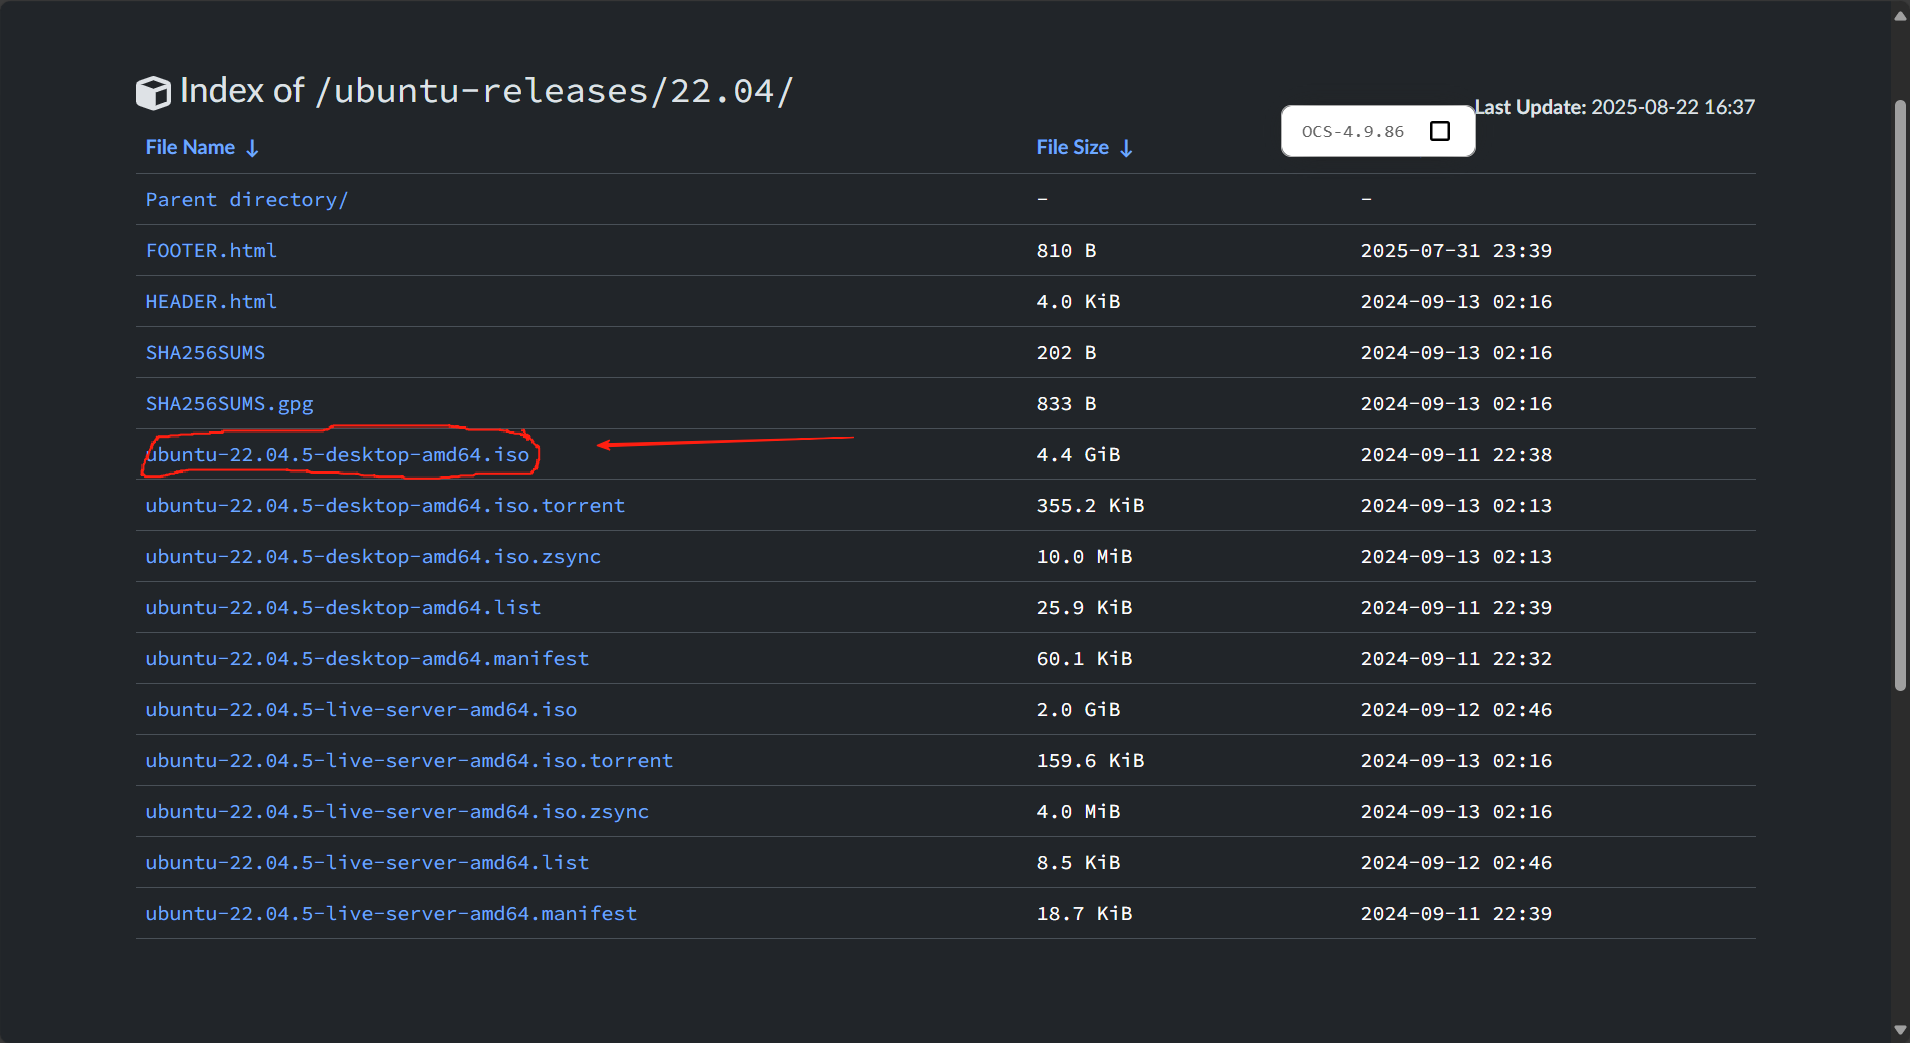 Index of /ubuntu-releases/22.04/
Last Update: 2025-08-22 16:37
OCS-4.9.86
File Name ↓ File Size ↓
Parent directory/ - -
FOOTER.html 810 B 2025-07-31 23:39
HEADER.html 4.0 KiB 2024-09-13 02:16
SHA256SUMS 202 B 2024-09-13 02:16
SHA256SUMS.gpg 833 B 2024-09-13 02:16
ubuntu-22.04.5-desktop-amd64.iso 4.4 GiB 2024-09-11 22:38
ubuntu-22.04.5-desktop-amd64.iso.torrent 355.2 KiB 2024-09-13 02:13
ubuntu-22.04.5-desktop-amd64.iso.zsync 10.0 MiB 2024-09-13 02:13
ubuntu-22.04.5-desktop-amd64.list 25.9 KiB 2024-09-11 22:39
ubuntu-22.04.5-desktop-amd64.manifest 60.1 KiB 2024-09-11 22:32
ubuntu-22.04.5-live-server-amd64.iso 2.0 GiB 2024-09-12 02:46
ubuntu-22.04.5-live-server-amd64.iso.torrent 159.6 KiB 2024-09-13 02:16
ubuntu-22.04.5-live-server-amd64.iso.zsync 4.0 MiB 2024-09-13 02:16
ubuntu-22.04.5-live-server-amd64.list 8.5 KiB 2024-09-12 02:46
ubuntu-22.04.5-live-server-amd64.manifest 18.7 KiB 2024-09-11 22:39